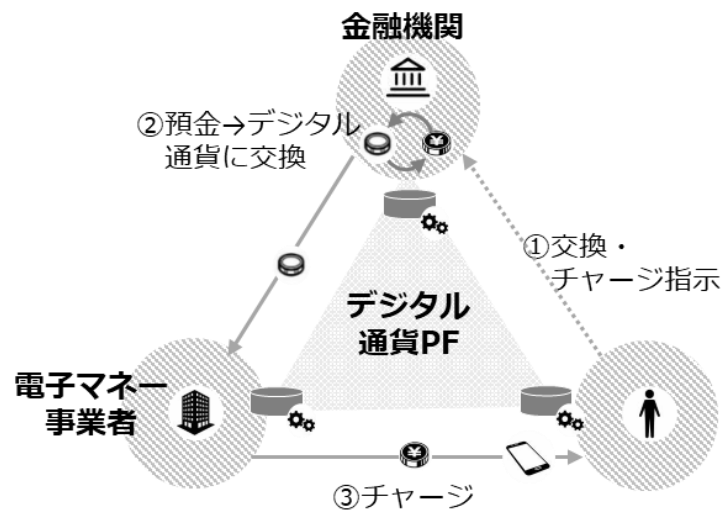 金融機関
②預金→デジタル
通貨に交換
①交換・
チャージ指示
デジタル
通貨PF
電子マネー
事業者
③チャージ